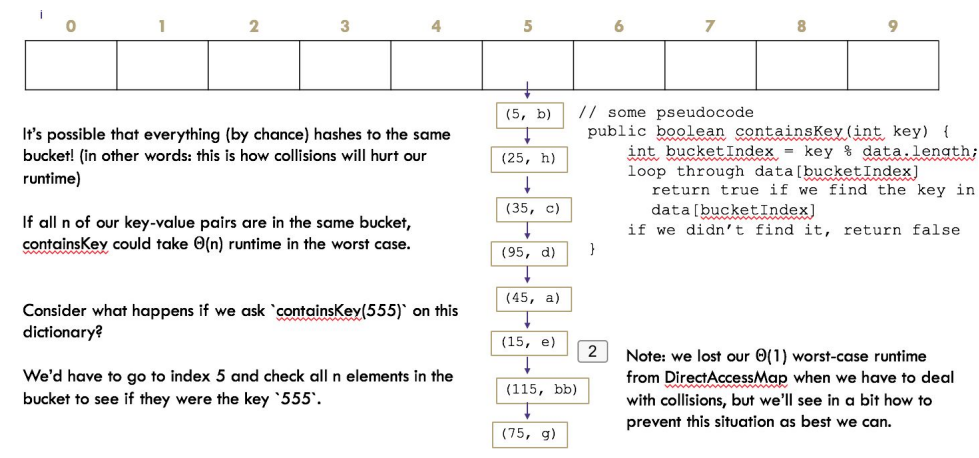 i
0 1 2 3 4 5 6 7 8 9
It's possible that everything (by chance) hashes to the same
bucket! (in other words: this is how collisions will hurt our
runtime)
If all n of our key-value pairs are in the same bucket,
containsKey could take Θ(n) runtime in the worst case.
Consider what happens if we ask `containsKey(555)` on this
dictionary?
We'd have to go to index 5 and check all n elements in the
bucket to see if they were the key `555`.
(5, b)
(25, h)
(35, c)
(95, d)
(45, a)
(15, e)
(115, bb)
(75, g)
// some pseudocode
public boolean containsKey(int key) {
int bucketIndex = key % data.length;
loop through data[bucketIndex]
return true if we find the key in
data[bucketIndex]
if we didn't find it, return false
}
2
Note: we lost our Θ(1) worst-case runtime
from DirectAccessMap when we have to deal
with collisions, but we'll see in a bit how to
prevent this situation as best we can.